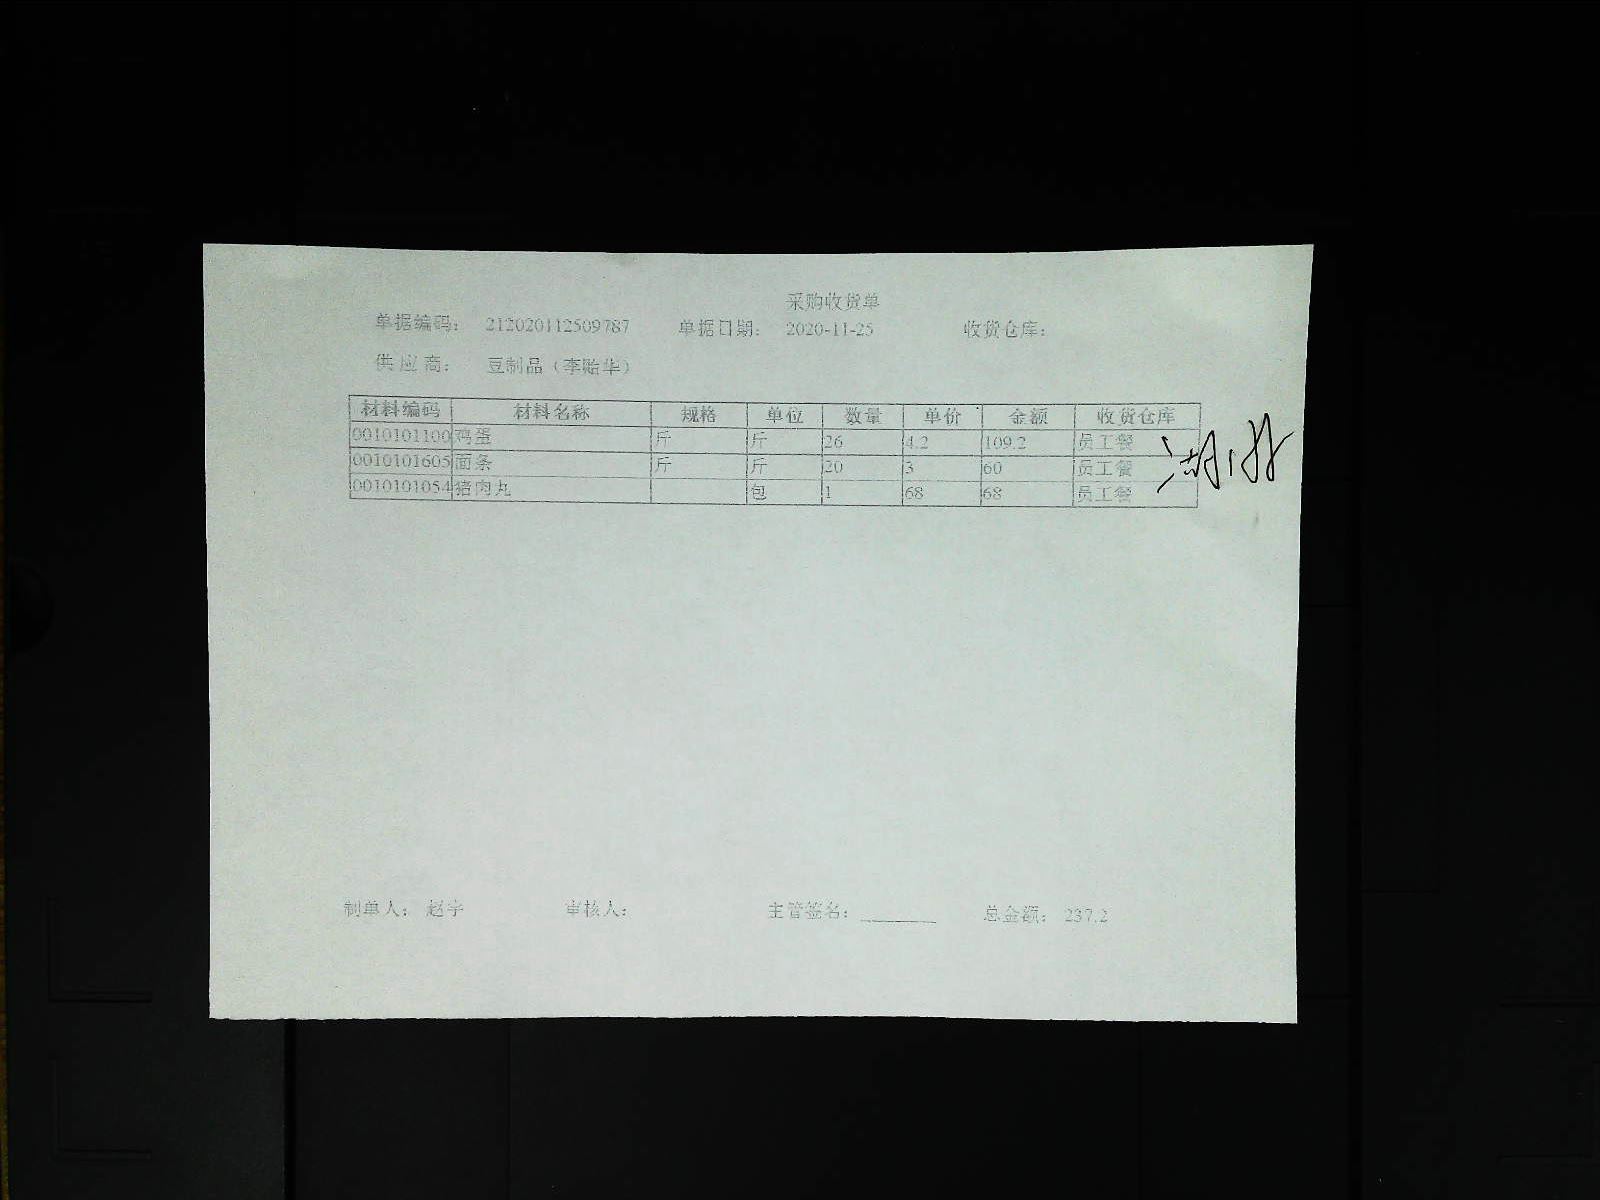 采购收货单
单据编码： 212020112509787 单据日期： 2020-11-25 收货仓库：
供应商： 豆制品（李贻华）
材料编码 材料名称 规格 单位 数量 单价 金额 收货仓库
0010101100 鸡蛋 斤 斤 26 4.2 109.2 员工餐
0010101605 面条 斤 斤 20 3 60 员工餐
0010101054 猪肉丸 包 1 68 68 员工餐
制单人： 赵宇 审核人： 主管签名： 总金额： 237.2